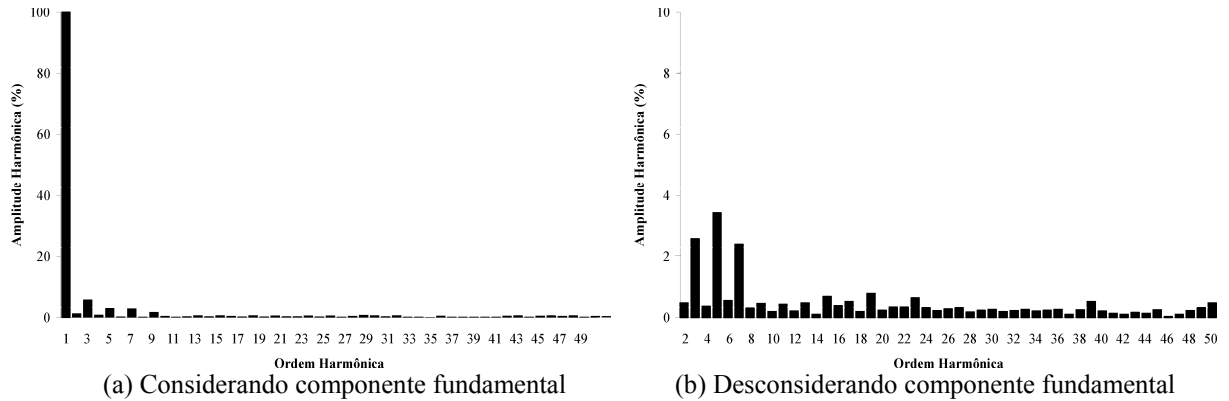 100
80
60
40
20
0
Amplitude Harmônica (%)
1 3 5 7 9 11 13 15 17 19 21 23 25 27 29 31 33 35 37 39 41 43 45 47 49
Ordem Harmônica
(a) Considerando componente fundamental
10
8
6
4
2
0
Amplitude Harmônica (%)
2 4 6 8 10 12 14 16 18 20 22 24 26 28 30 32 34 36 38 40 42 44 46 48 50
Ordem Harmônica
(b) Desconsiderando componente fundamental